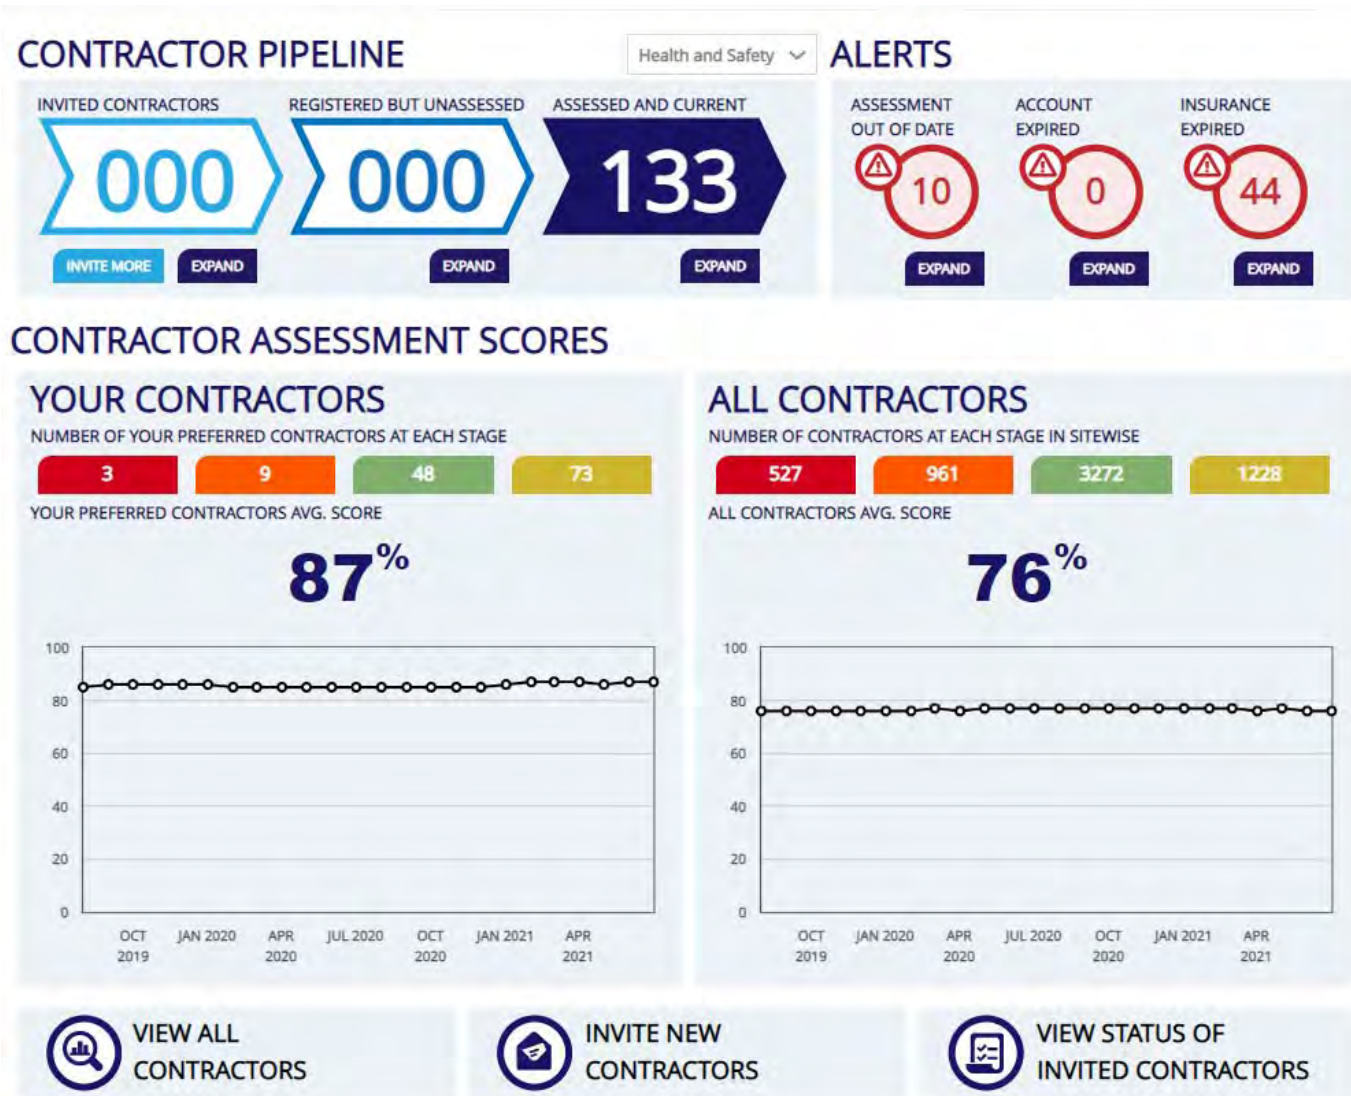 CONTRACTOR PIPELINE
Health and Safety
INVITED CONTRACTORS
REGISTERED BUT UNASSESSED
ASSESSED AND CURRENT
000
000
133
INVITE MORE
EXPAND
EXPAND
EXPAND
ALERTS
ASSESSMENT
OUT OF DATE
ACCOUNT
EXPIRED
INSURANCE
EXPIRED
10
0
44
EXPAND
EXPAND
EXPAND
CONTRACTOR ASSESSMENT SCORES
YOUR CONTRACTORS
NUMBER OF YOUR PREFERRED CONTRACTORS AT EACH STAGE
3
9
48
73
YOUR PREFERRED CONTRACTORS AVG. SCORE
87%
100
80
60
40
20
0
OCT
2019
JAN 2020
APR
2020
JUL 2020
OCT
2020
JAN 2021
APR
2021
ALL CONTRACTORS
NUMBER OF CONTRACTORS AT EACH STAGE IN SITEWISE
527
961
3272
1228
ALL CONTRACTORS AVG. SCORE
76%
100
80
60
40
20
0
OCT
2019
JAN 2020
APR
2020
JUL 2020
OCT
2020
JAN 2021
APR
2021
VIEW ALL
CONTRACTORS
INVITE NEW
CONTRACTORS
VIEW STATUS OF
INVITED CONTRACTORS